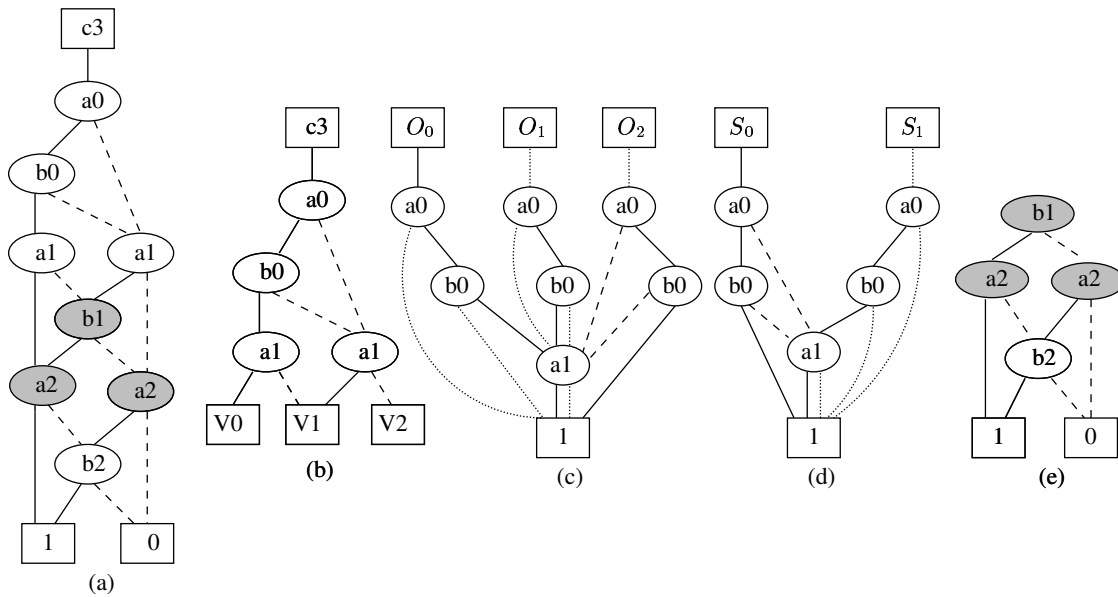 c3
a0
b0
a1 a1
b1
a2 a2
b2
1 0
(a)
c3
a0
b0
a1 a1
V0 V1 V2
(b)
O0 O1 O2
a0 a0 a0
b0 b0 b0
a1
1
(c)
S0 S1
a0 a0
b0 b0
a1
1
(d)
b1
a2 a2
b2
1 0
(e)